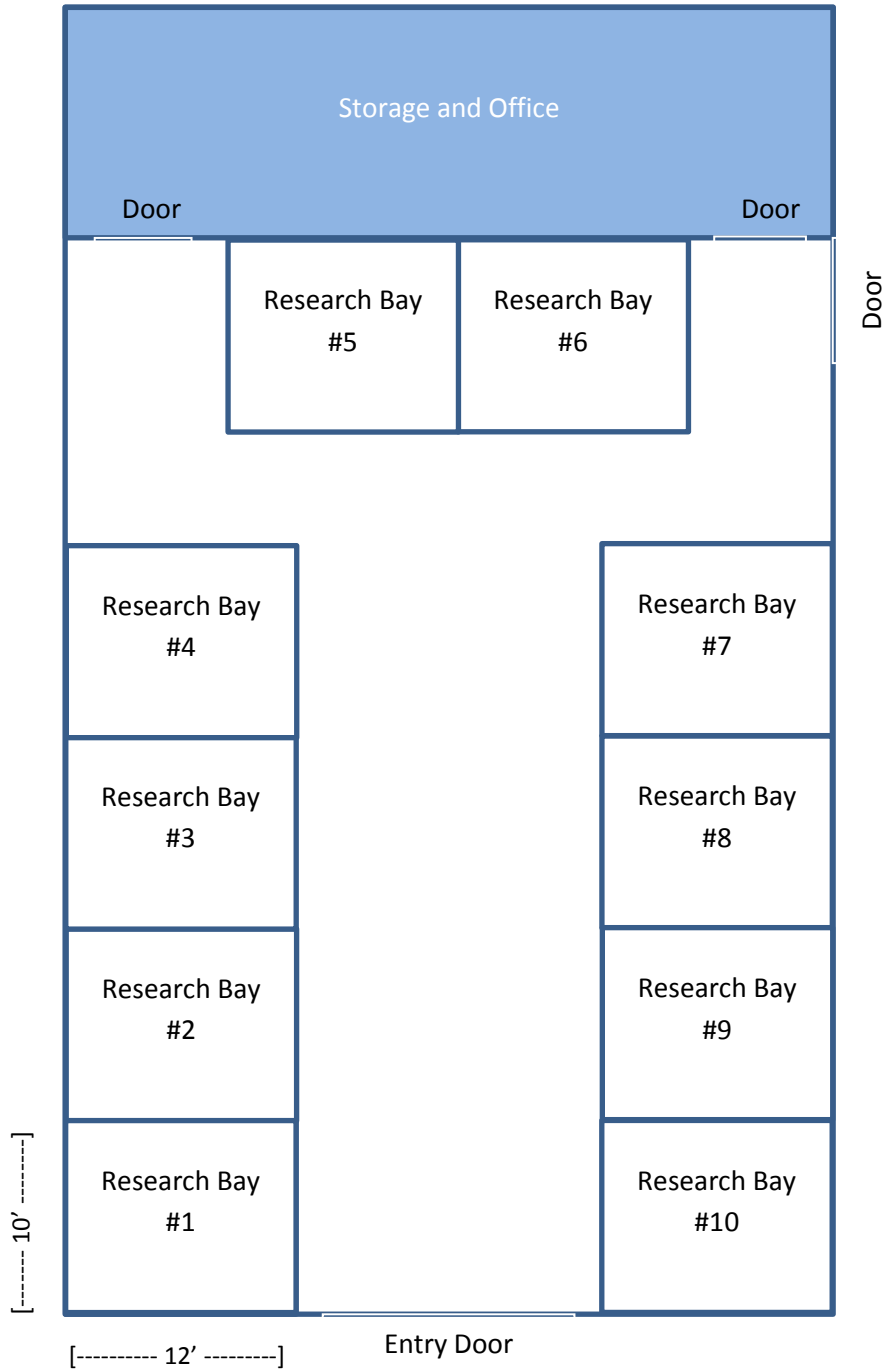 Storage and Office
Door
Door
Door
Research Bay
#5
Research Bay
#6
Research Bay
#4
Research Bay
#7
Research Bay
#3
Research Bay
#8
Research Bay
#2
Research Bay
#9
Research Bay
#1
Research Bay
#10
[------- 10’ --------]
[---------- 12’ ---------]
Entry Door